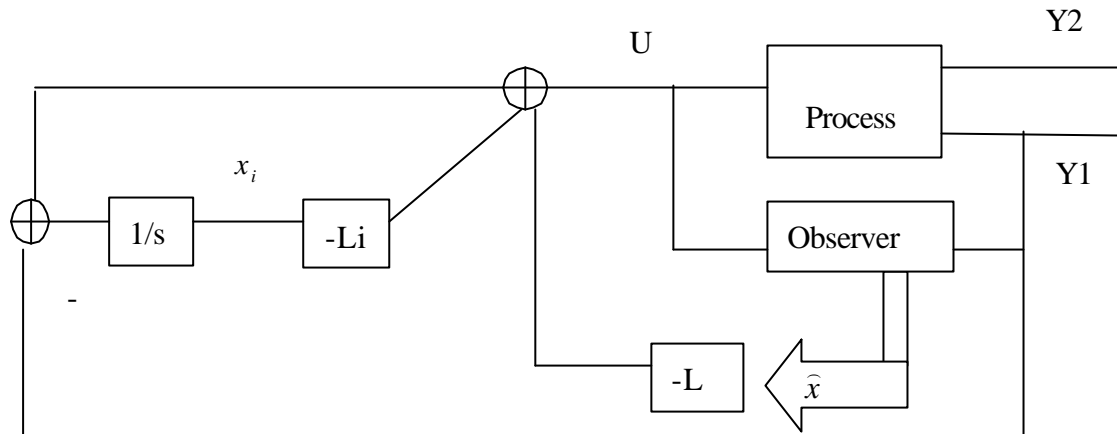 Y2
U
Process
x_i
Y1
1/s
-Li
Observer
-
-L
x̂